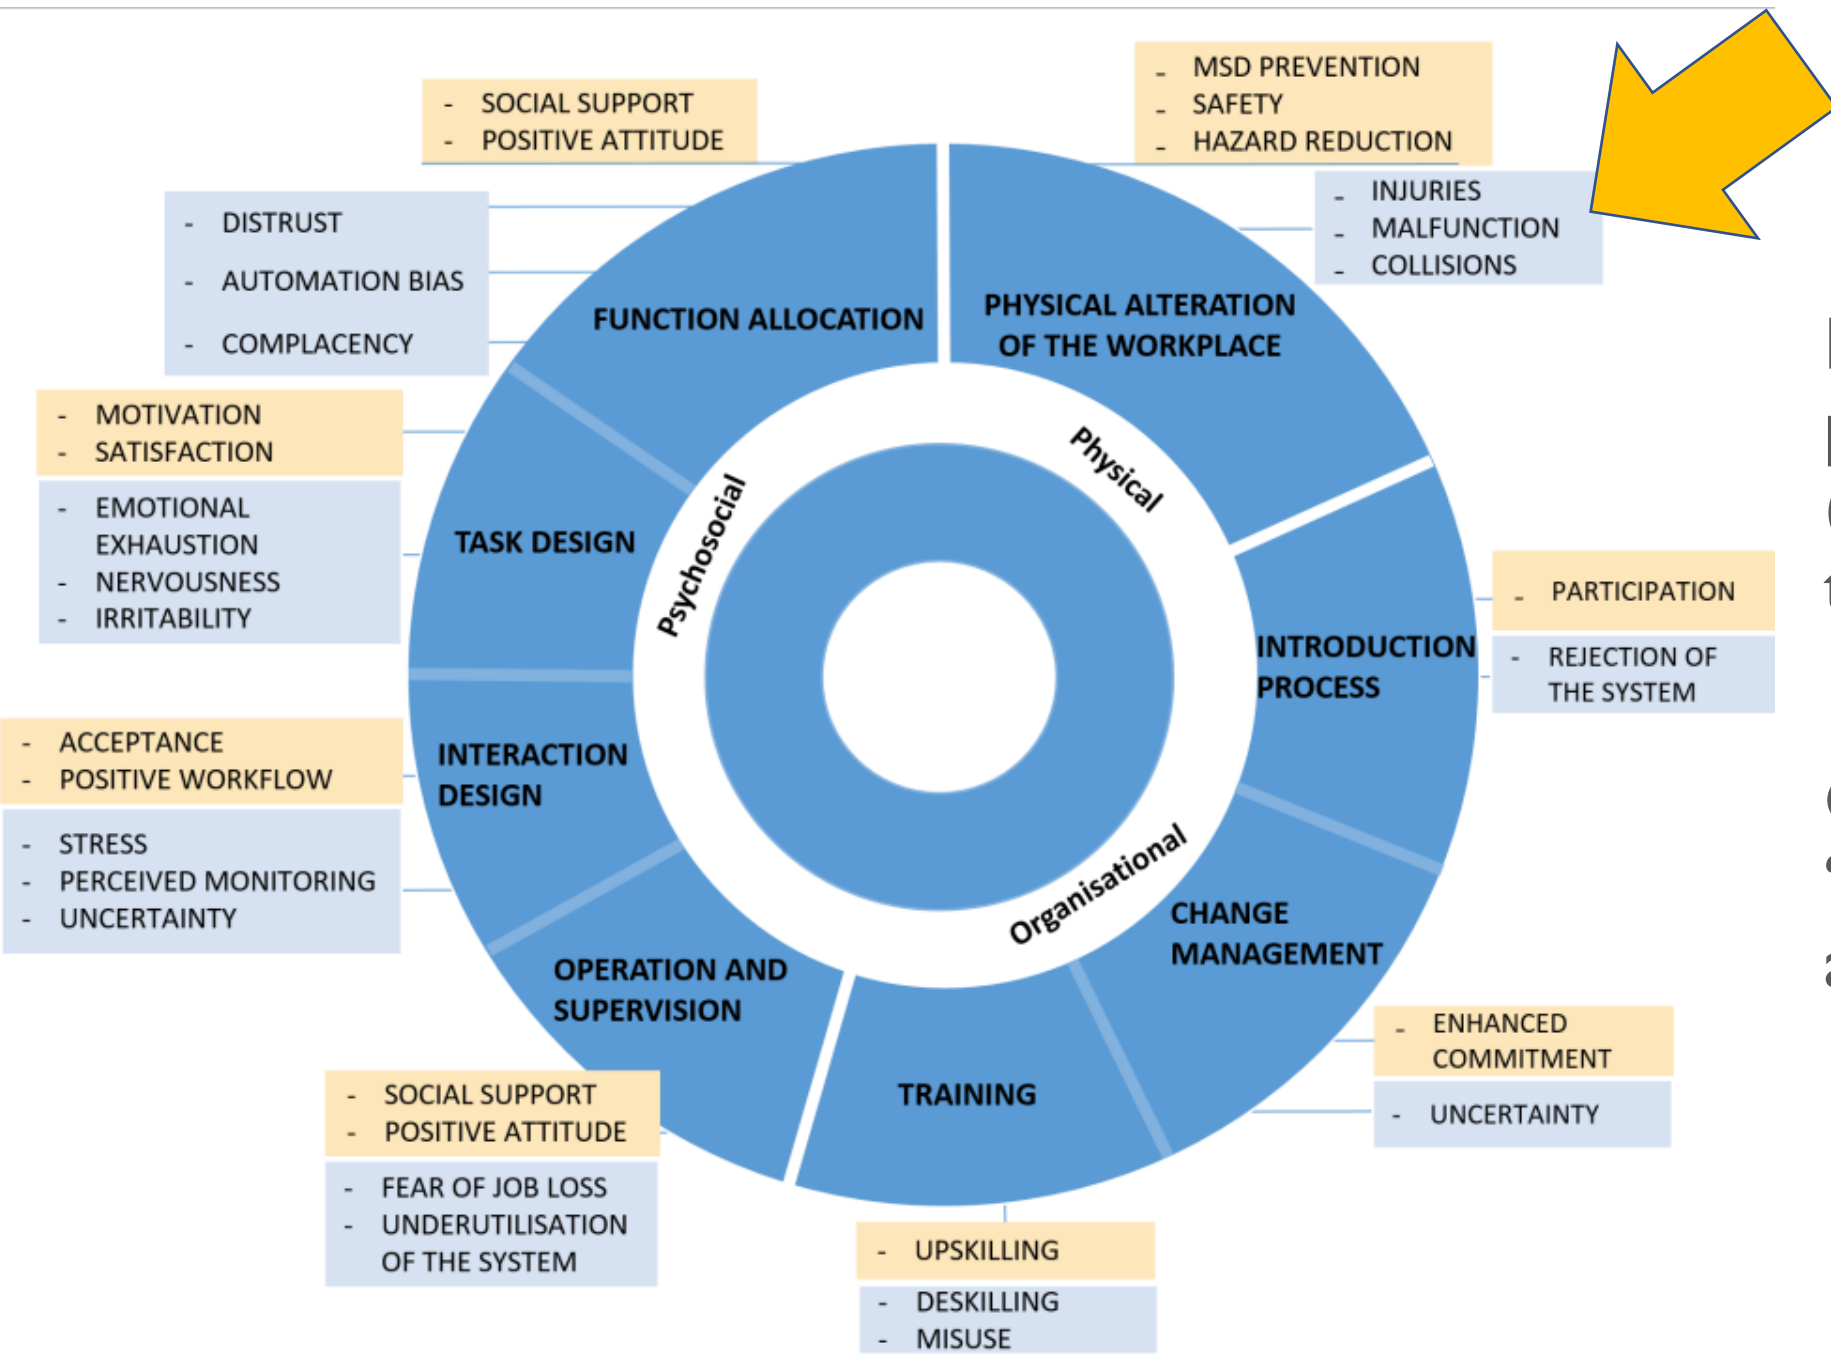 - SOCIAL SUPPORT
- POSITIVE ATTITUDE
- MSD PREVENTION
- SAFETY
- HAZARD REDUCTION
- INJURIES
- MALFUNCTION
- COLLISIONS
- DISTRUST
- AUTOMATION BIAS
- COMPLACENCY
FUNCTION ALLOCATION
PHYSICAL ALTERATION
OF THE WORKPLACE
- MOTIVATION
- SATISFACTION
- EMOTIONAL
EXHAUSTION
- NERVOUSNESS
- IRRITABILITY
TASK DESIGN
Psychosocial
Physical
- PARTICIPATION
- REJECTION OF
THE SYSTEM
INTRODUCTION
PROCESS
- ACCEPTANCE
- POSITIVE WORKFLOW
- STRESS
- PERCEIVED MONITORING
- UNCERTAINTY
INTERACTION
DESIGN
Organisational
CHANGE
MANAGEMENT
OPERATION AND
SUPERVISION
- ENHANCED
COMMITMENT
- UNCERTAINTY
TRAINING
- SOCIAL SUPPORT
- POSITIVE ATTITUDE
- FEAR OF JOB LOSS
- UNDERUTILISATION
OF THE SYSTEM
- UPSKILLING
- DESKILLING
- MISUSE